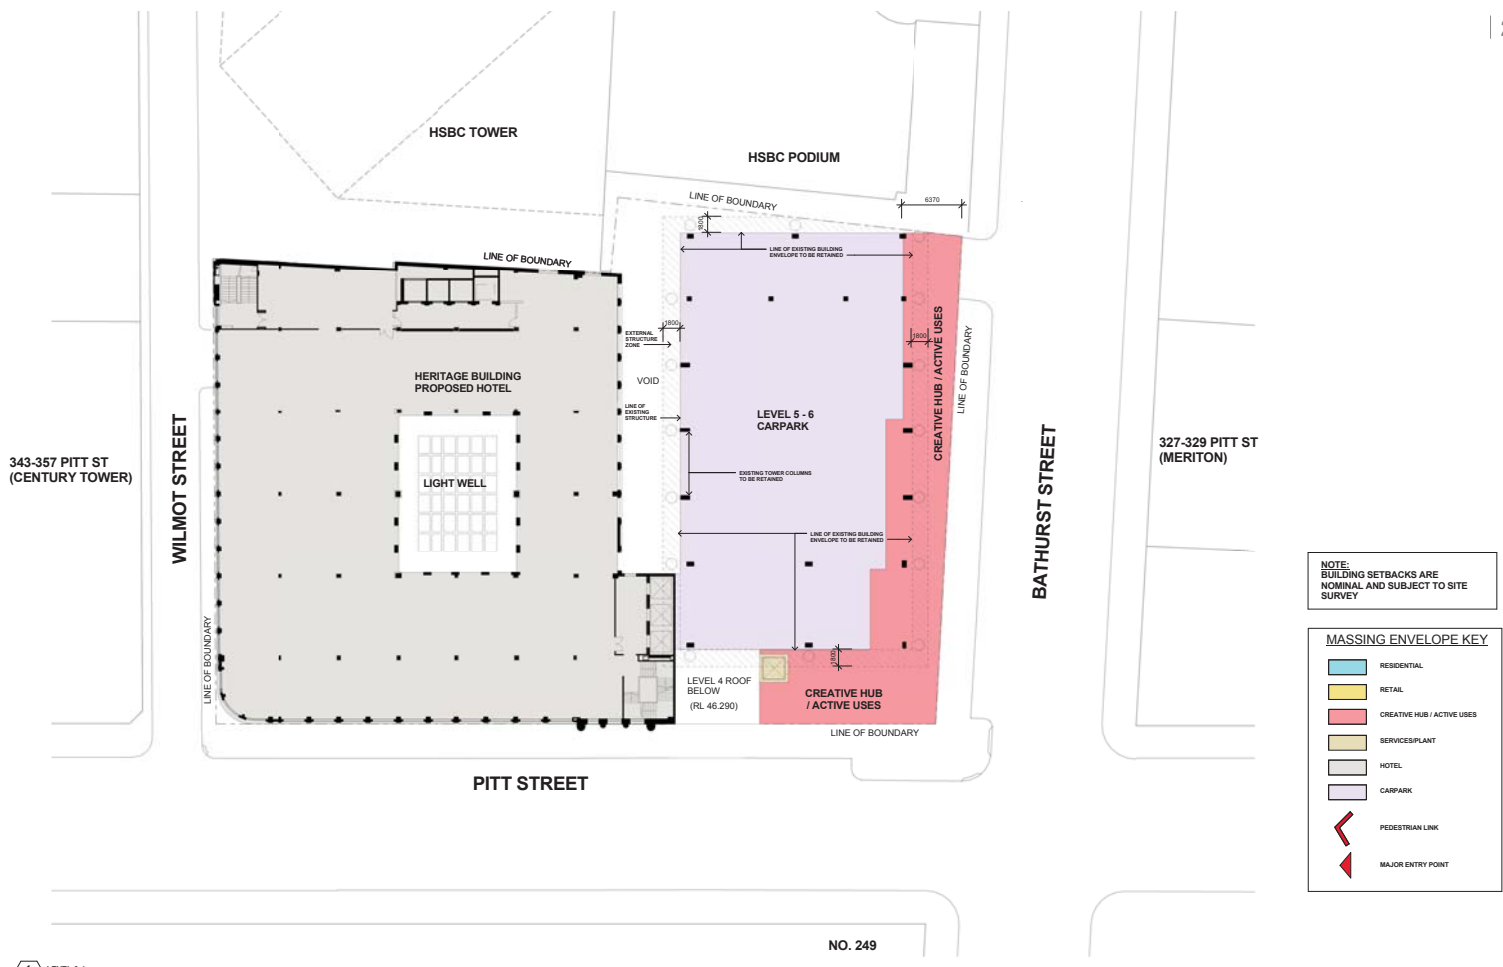 HSBC TOWER
HSBC PODIUM
LINE OF BOUNDARY
6370
1800
LINE OF BOUNDARY
LINE OF EXISTING BUILDING
ENVELOPE TO BE RETAINED
1800
EXTERNAL
STRUCTURE
ZONE
1800
CREATIVE HUB / ACTIVE USES
LINE OF BOUNDARY
VOID
HERITAGE BUILDING
PROPOSED HOTEL
LINE OF
EXISTING
STRUCTURE
LEVEL 5 - 6
CARPARK
343-357 PITT ST
(CENTURY TOWER)
WILMOT STREET
LIGHT WELL
EXISTING TOWER COLUMNS
TO BE RETAINED
BATHURST STREET
327-329 PITT ST
(MERITON)
LINE OF EXISTING BUILDING
ENVELOPE TO BE RETAINED
LINE OF BOUNDARY
1800
LEVEL 4 ROOF
BELOW
(RL 46.290)
CREATIVE HUB
/ ACTIVE USES
LINE OF BOUNDARY
PITT STREET
NO. 249
NOTE:
BUILDING SETBACKS ARE
NOMINAL AND SUBJECT TO SITE
SURVEY
MASSING ENVELOPE KEY
RESIDENTIAL
RETAIL
CREATIVE HUB / ACTIVE USES
SERVICES/PLANT
HOTEL
CARPARK
PEDESTRIAN LINK
MAJOR ENTRY POINT